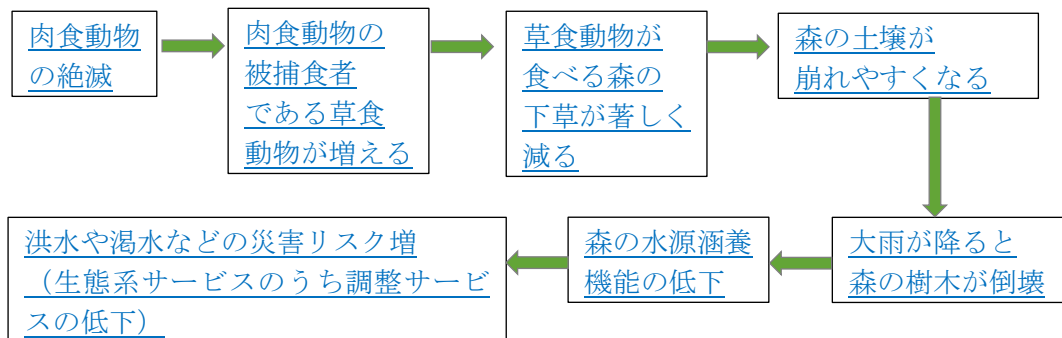 肉食動物
の絶滅
肉食動物の
被捕食者
である草食
動物が増える
草食動物が
食べる森の
下草が著しく
減る
森の土壌が
崩れやすくなる
大雨が降ると
森の樹木が倒壊
森の水源涵養
機能の低下
洪水や渇水などの災害リスク増
（生態系サービスのうち調整サービ
スの低下）